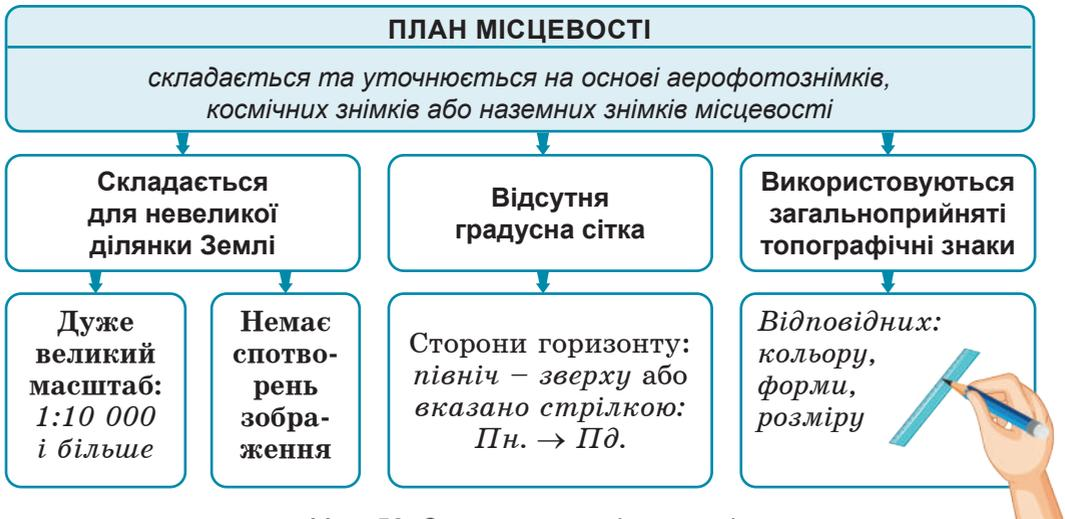 ПЛАН МІСЦЕВОСТІ
складається та уточнюється на основі аерофотознімків,
космічних знімків або наземних знімків місцевості
Складається
для невеликої
ділянки Землі
Відсутня
градусна сітка
Використовуються
загальноприйняті
топографічні знаки
Дуже
великий
масштаб:
1:10 000
і більше
Немає
спотво-
рень
зобра-
ження
Сторони горизонту:
північ – зверху або
вказано стрілкою:
Пн. → Пд.
Відповідних:
кольору,
форми,
розміру